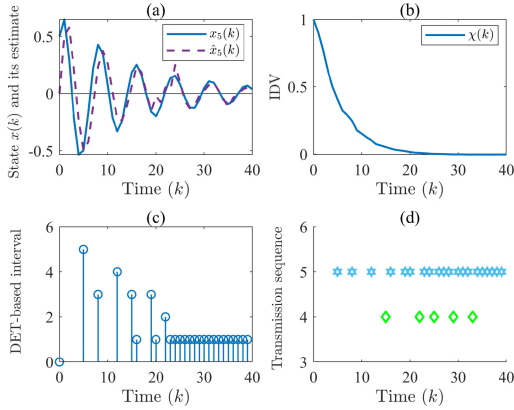 (a)
(b)
State x(k) and its estimate
0.5
0
-0.5
x₅(k)
x̂₅(k)
0 10 20 30 40
Time (k)
IDV
1
0.5
0
χ(k)
0 10 20 30 40
Time (k)
(c)
(d)
DET-based interval
6
4
2
0
0 10 20 30 40
Time (k)
Transmission sequence
6
5
4
3
2
0 10 20 30 40
Time (k)